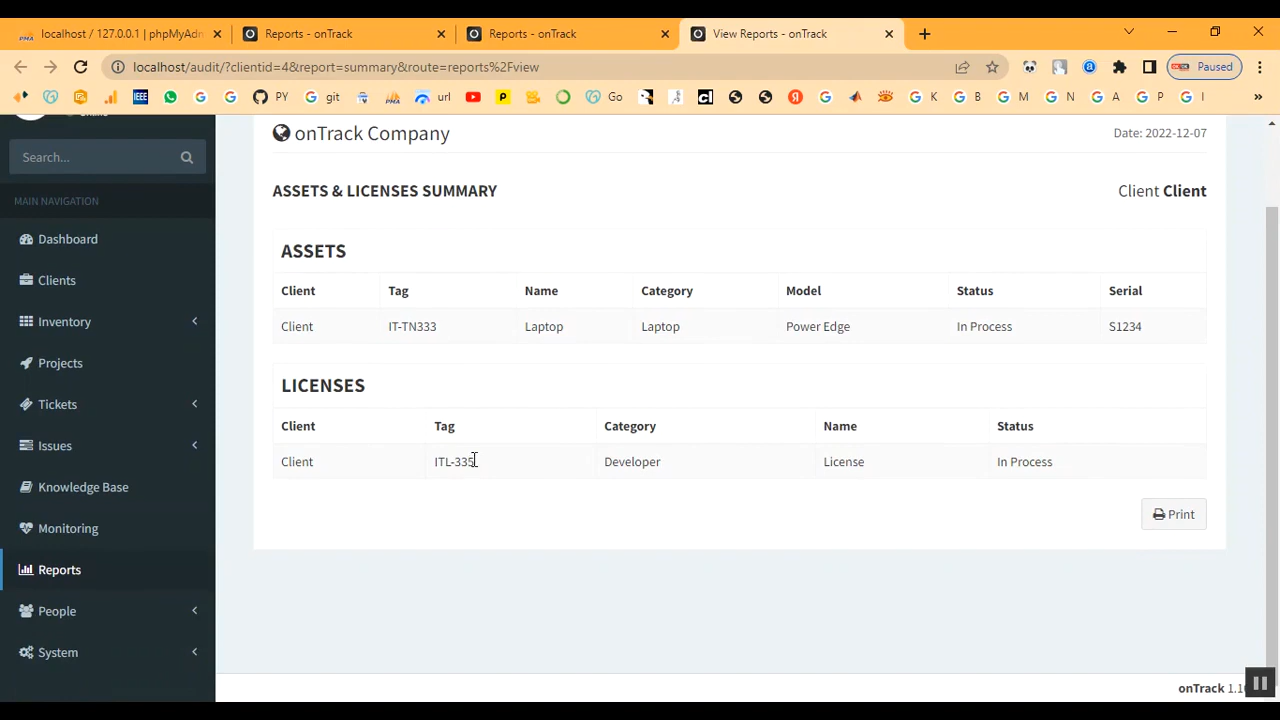 localhost / 127.0.0.1 | phpMyAdm
Reports - onTrack
Reports - onTrack
View Reports - onTrack
localhost/audit/?clientid=4&report=summary&route=reports%2Fview
Paused
IEEE PY git PMA url Go K B M N A P I »
onTrack Company
Date: 2022-12-07
Search...
ASSETS & LICENSES SUMMARY
Client Client
MAIN NAVIGATION
Dashboard
Clients
Inventory
Projects
Tickets
Issues
Knowledge Base
Monitoring
Reports
People
System
ASSETS
Client Tag Name Category Model Status Serial
Client IT-TN333 Laptop Laptop Power Edge In Process S1234
LICENSES
Client Tag Category Name Status
Client ITL-335 Developer License In Process
Print
onTrack